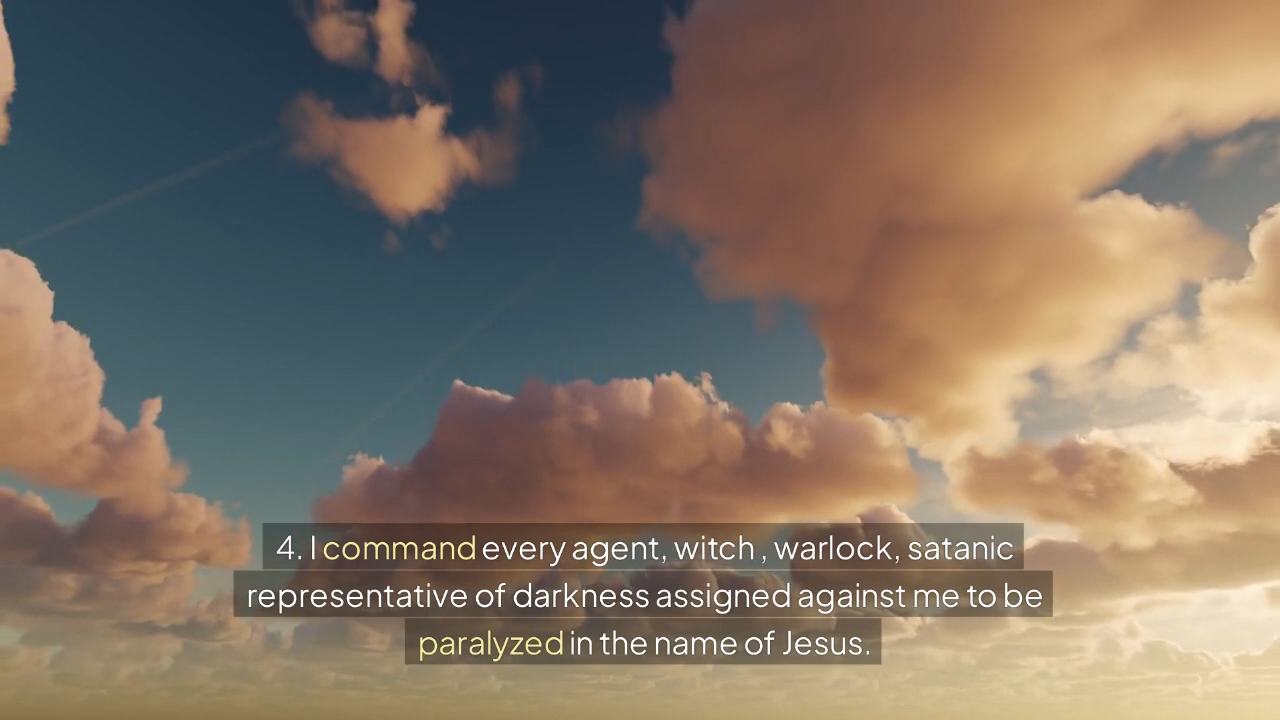 4. I command every agent, witch , warlock, satanic
representative of darkness assigned against me to be
paralyzed in the name of Jesus.